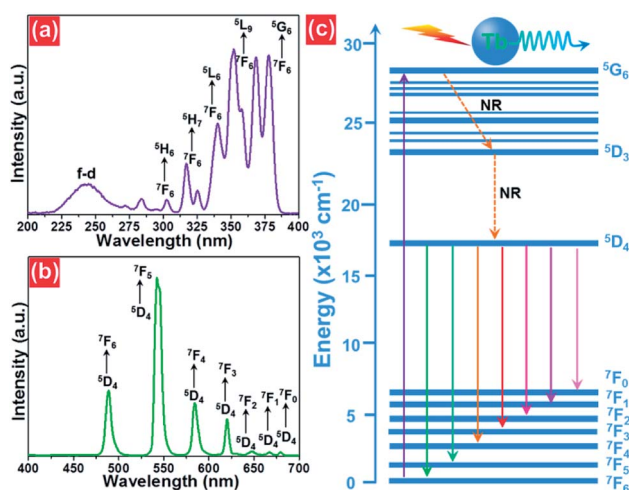 (a)
f-d
⁵H₆
⁷F₆
⁵H₇
⁷F₆
⁵L₆
⁷F₆
⁵L₉
⁷F₆
⁵G₆
⁷F₆
Intensity (a.u.)
200 225 250 275 300 325 350 375 400
Wavelength (nm)
(b)
⁷F₆
⁵D₄
⁷F₅
⁵D₄
⁷F₄
⁵D₄
⁷F₃
⁵D₄
⁷F₂
⁵D₄
⁷F₁
⁵D₄
⁷F₀
⁵D₄
Intensity (a.u.)
400 450 500 550 600 650 700
Wavelength (nm)
(c)
Tb
Energy (x10³ cm⁻¹)
30
25
20
15
10
5
0
NR
NR
⁵G₆
⁵D₃
⁵D₄
⁷F₀
⁷F₁
⁷F₂
⁷F₃
⁷F₄
⁷F₅
⁷F₆